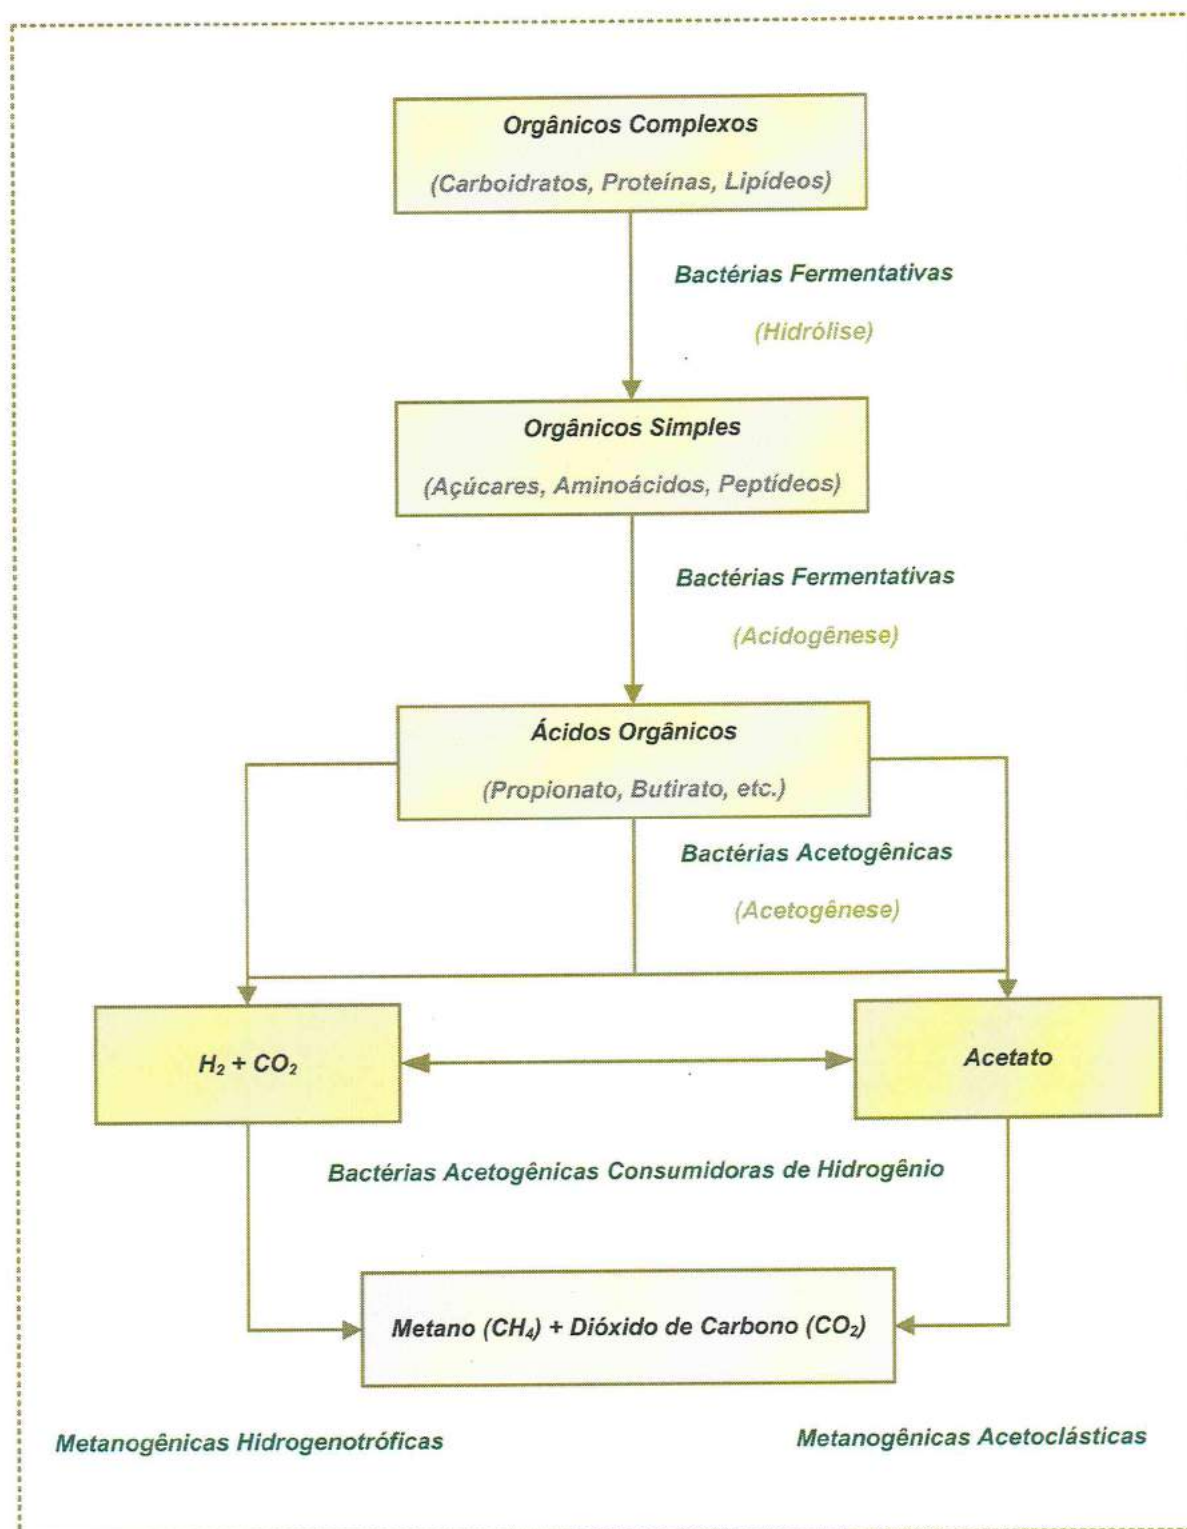 Orgânicos Complexos
(Carboidratos, Proteínas, Lipídeos)
Bactérias Fermentativas
(Hidrólise)
Orgânicos Simples
(Açúcares, Aminoácidos, Peptídeos)
Bactérias Fermentativas
(Acidogênese)
Ácidos Orgânicos
(Propionato, Butirato, etc.)
Bactérias Acetogênicas
(Acetogênese)
H₂ + CO₂
Acetato
Bactérias Acetogênicas Consumidoras de Hidrogênio
Metano (CH₄) + Dióxido de Carbono (CO₂)
Metanogênicas Hidrogenotróficas
Metanogênicas Acetoclásticas